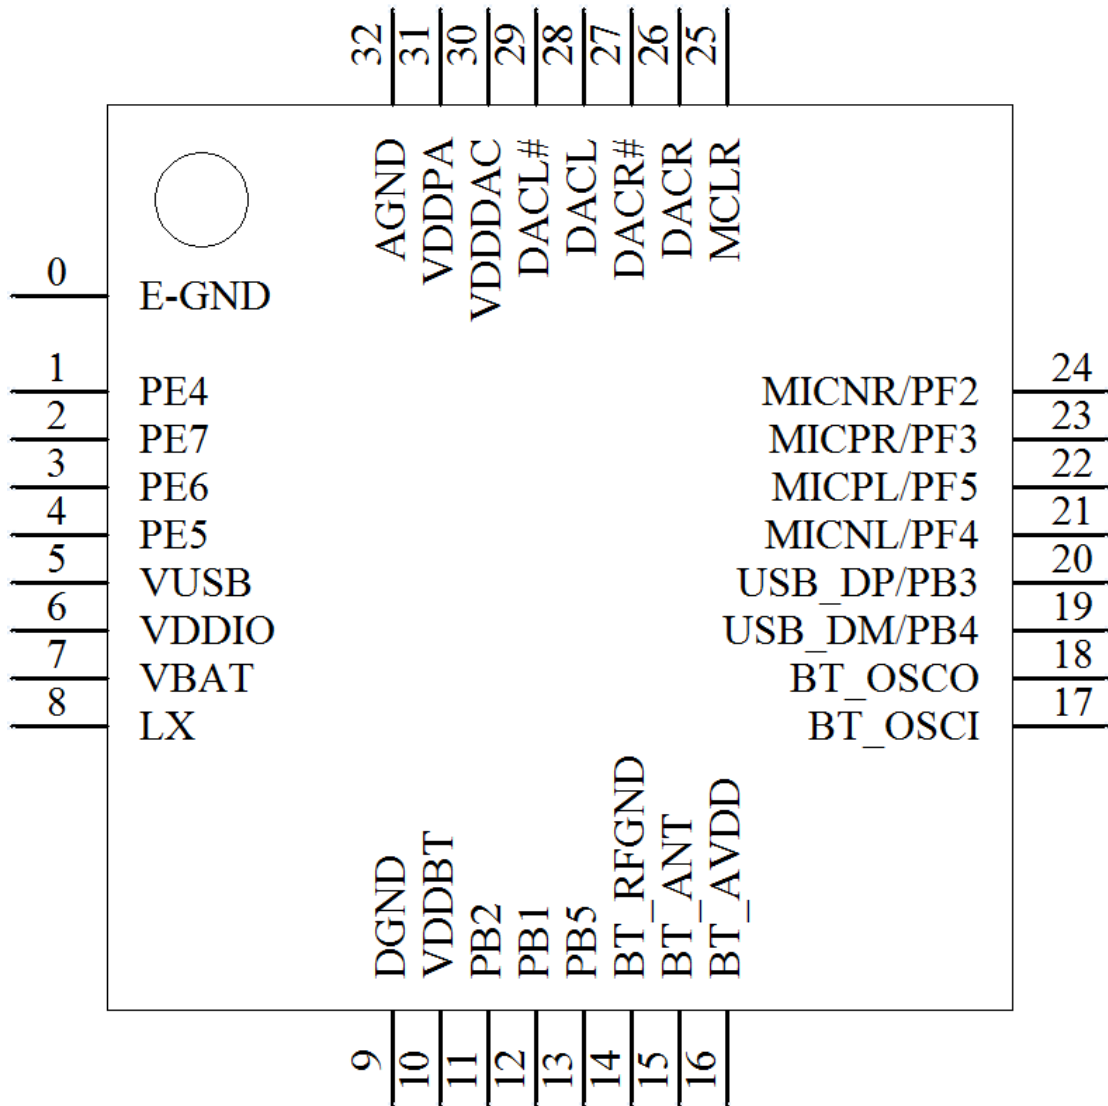 32 31 30 29 28 27 26 25
AGND VDDPA VDDDAC DACL# DACL DACR# DACR MCLR
0 E-GND
1 PE4 MICNR/PF2 24
2 PE7 MICPR/PF3 23
3 PE6 MICPL/PF5 22
4 PE5 MICNL/PF4 21
5 VUSB USB_DP/PB3 20
6 VDDIO USB_DM/PB4 19
7 VBAT BT_OSCO 18
8 LX BT_OSCI 17
DGND VDDBT PB2 PB1 PB5 BT_RFGND BT_ANT BT_AVDD
9 10 11 12 13 14 15 16